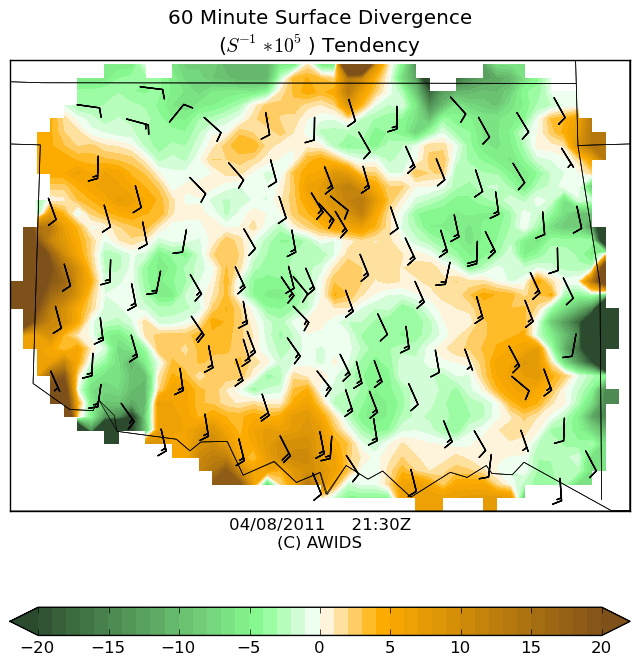 60 Minute Surface Divergence
(S⁻¹ *10⁵ ) Tendency
04/08/2011 21:30Z
(C) AWIDS
−20 −15 −10 −5 0 5 10 15 20